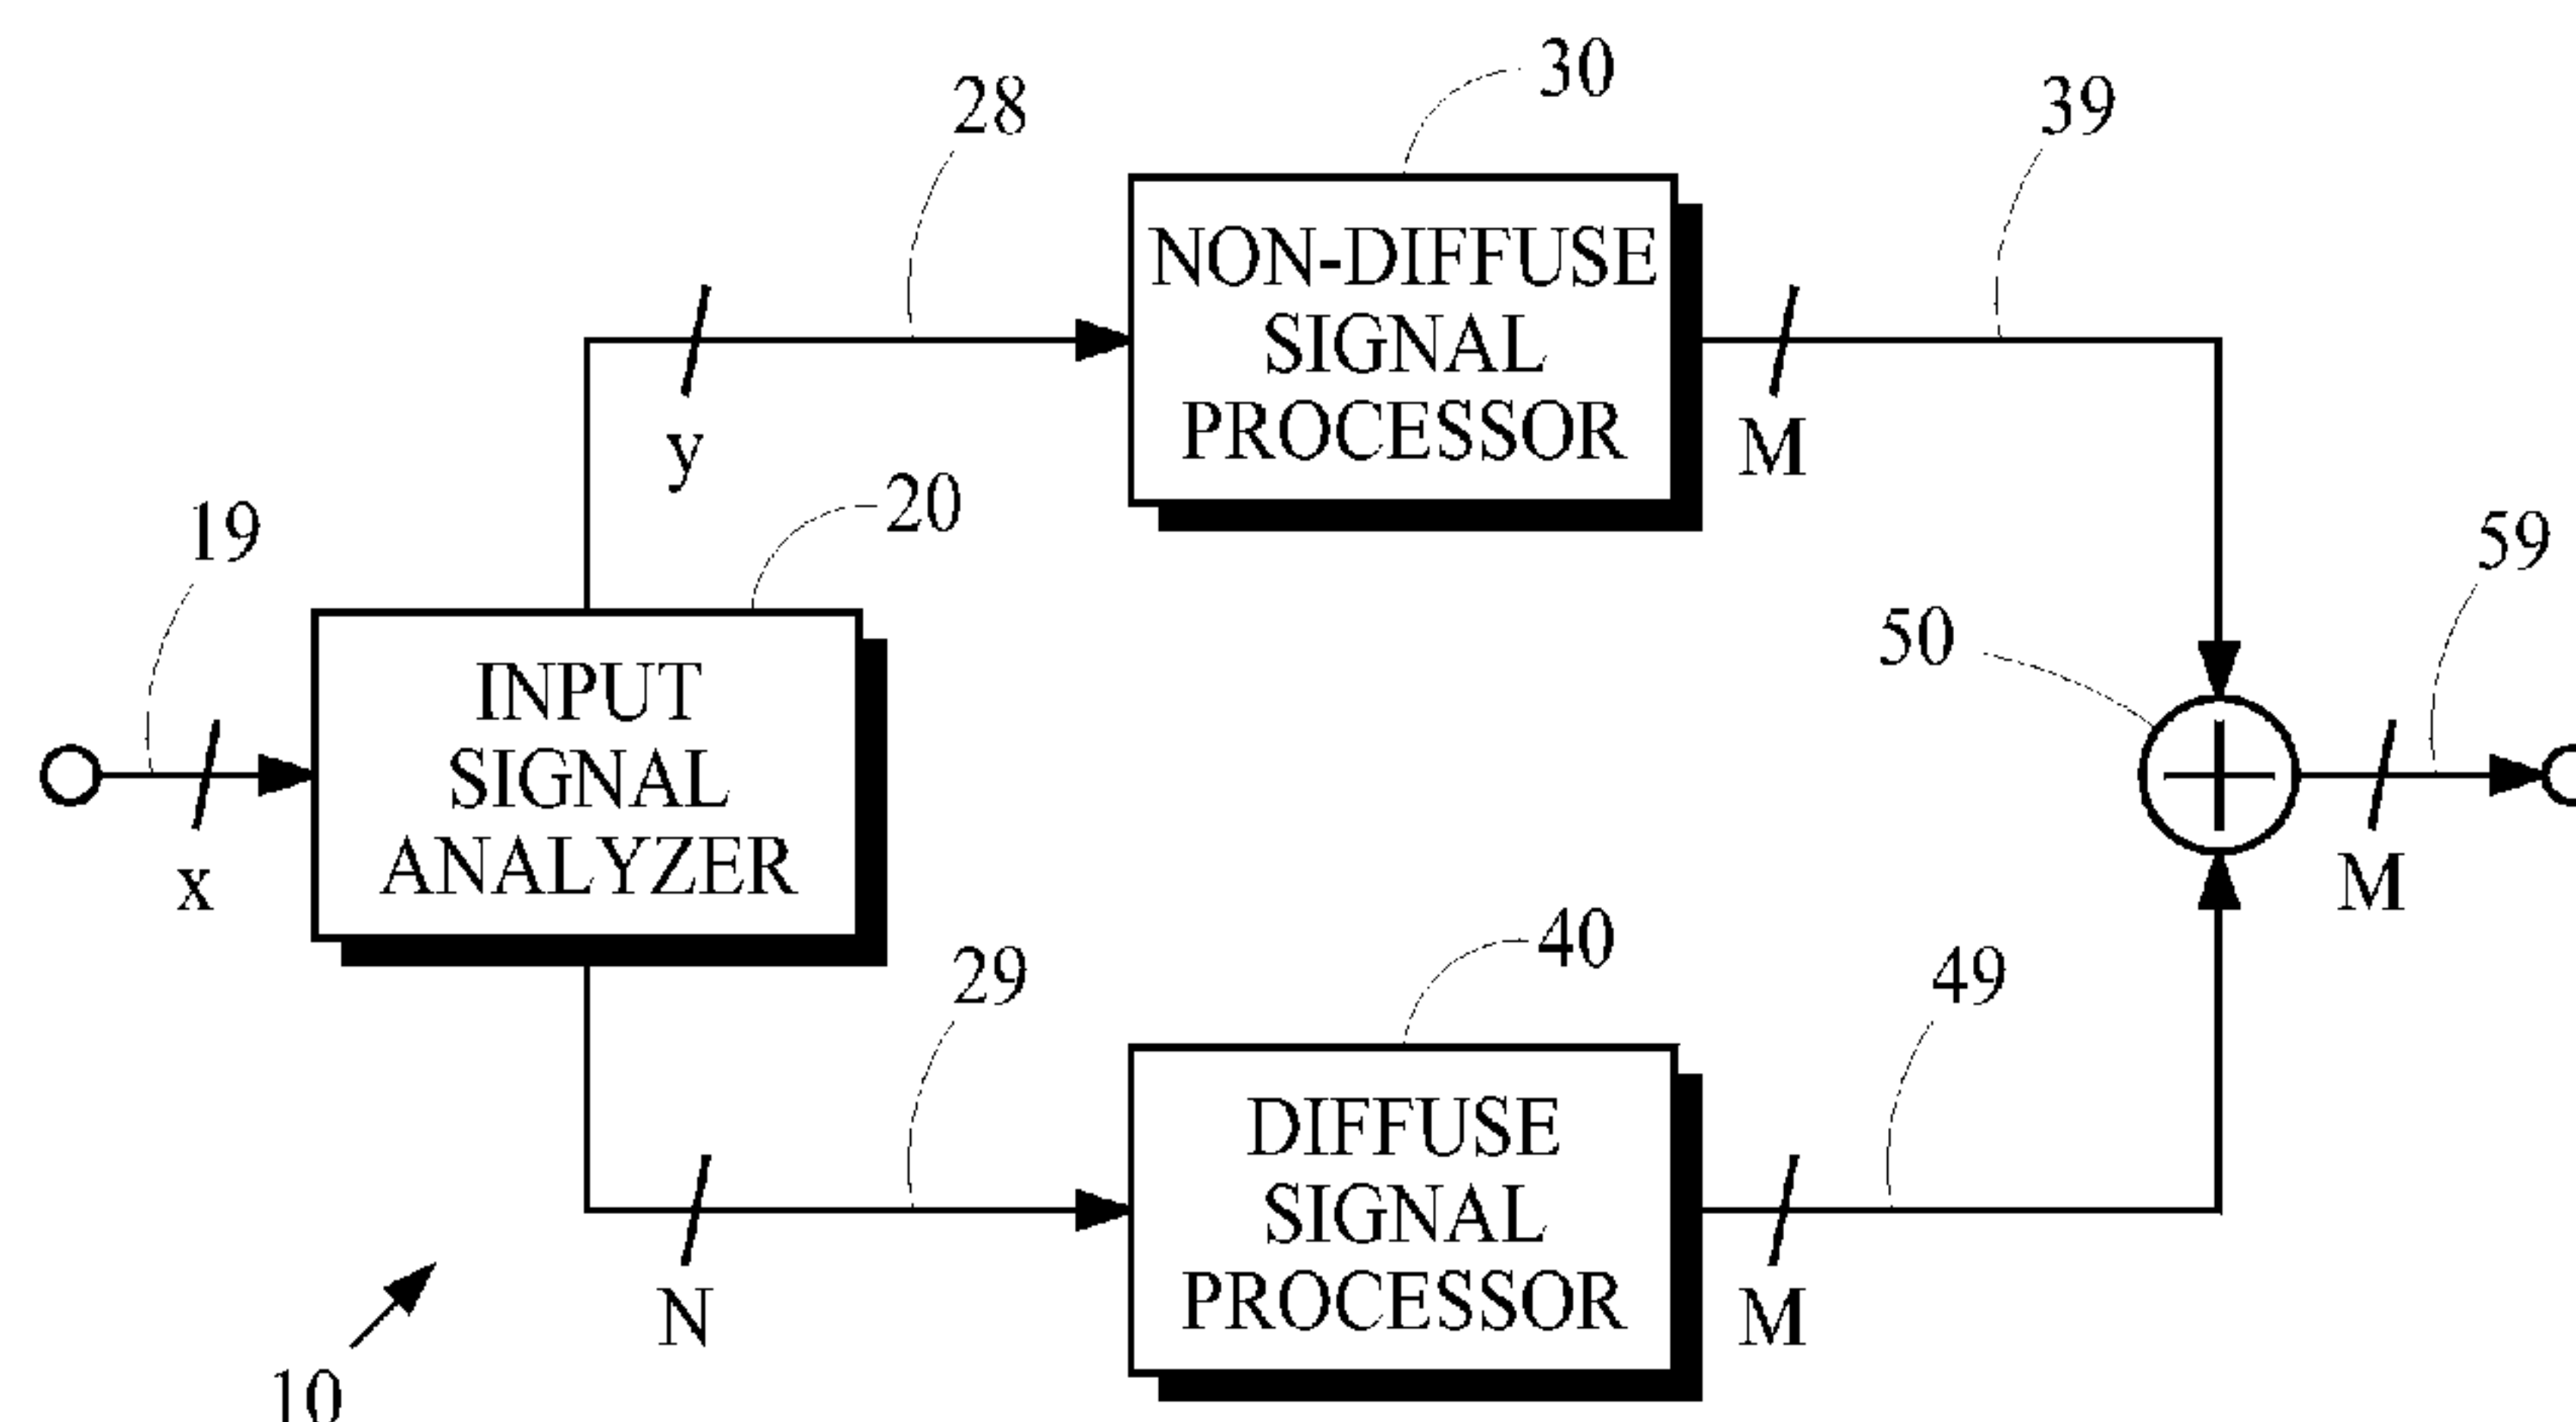 30
28
39
NON-DIFFUSE
SIGNAL
PROCESSOR
y
M
19
20
59
50
INPUT
SIGNAL
ANALYZER
x
M
29
40
49
DIFFUSE
SIGNAL
PROCESSOR
N
M
10